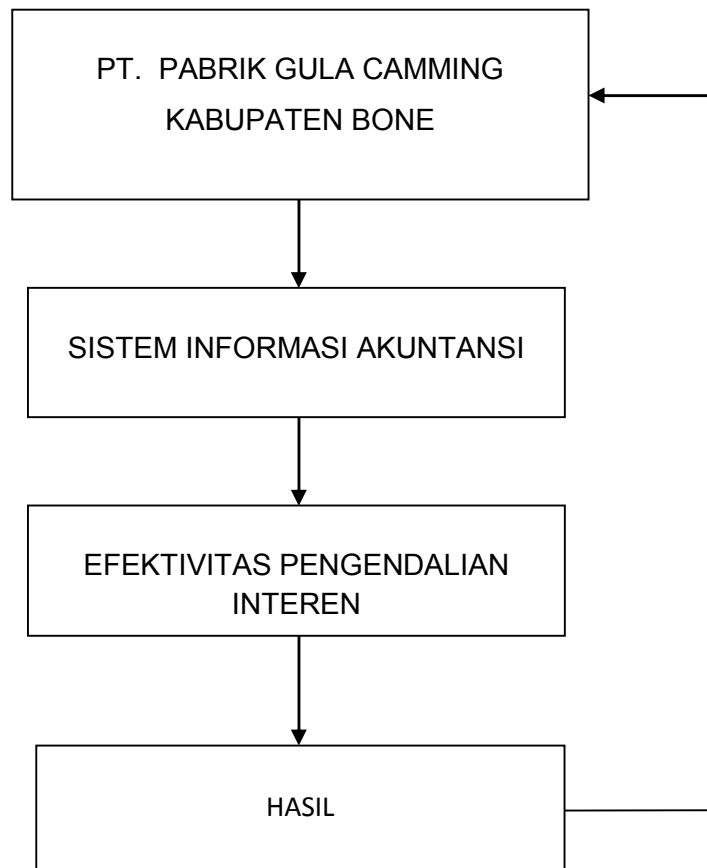 PT. PABRIK GULA CAMMING
KABUPATEN BONE
SISTEM INFORMASI AKUNTANSI
EFEKTIVITAS PENGENDALIAN
INTEREN
HASIL